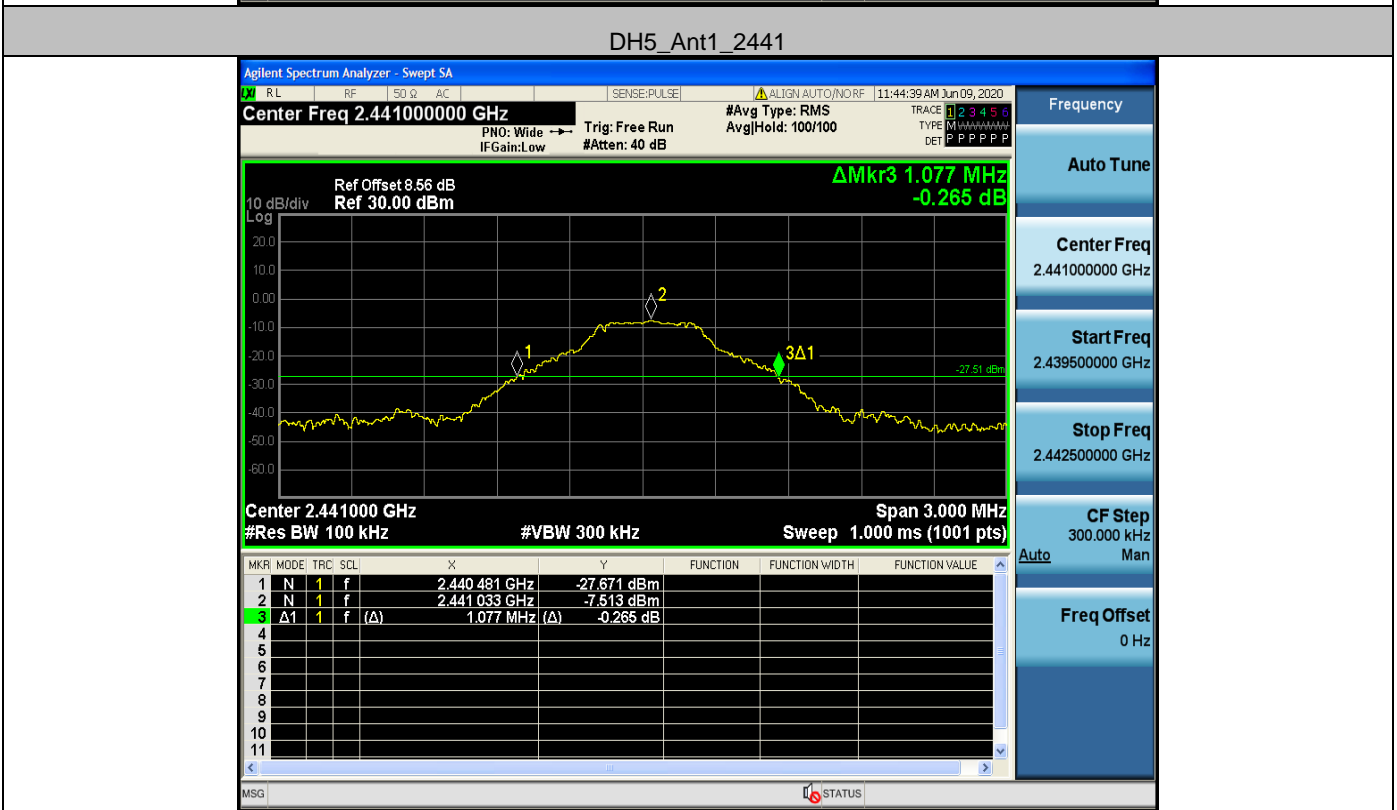 DH5_Ant1_2441
Agilent Spectrum Analyzer - Swept SA
LXI RL RF 50 Ω AC SENSE:PULSE ALIGN AUTO/NO RF 11:44:39 AM Jun 09, 2020
Center Freq 2.441000000 GHz
PNO: Wide Trig: Free Run
IFGain:Low #Atten: 40 dB
#Avg Type: RMS
Avg|Hold: 100/100
TRACE 1 2 3 4 5 6
TYPE M WWWWW
DET P P P P P P
Ref Offset 8.56 dB
10 dB/div Ref 30.00 dBm
Log
ΔMkr3 1.077 MHz
-0.265 dB
20.0
10.0
0.00
-10.0
-20.0
-30.0
-40.0
-50.0
-60.0
1
2
3Δ1
-27.51 dBm
Center 2.441000 GHz Span 3.000 MHz
#Res BW 100 kHz #VBW 300 kHz Sweep 1.000 ms (1001 pts)
MKR MODE TRC SCL X Y FUNCTION FUNCTION WIDTH FUNCTION VALUE
1 N 1 f 2.440 481 GHz -27.671 dBm
2 N 1 f 2.441 033 GHz -7.513 dBm
3 Δ1 1 f (Δ) 1.077 MHz (Δ) -0.265 dB
4
5
6
7
8
9
10
11
MSG STATUS
Frequency
Auto Tune
Center Freq
2.441000000 GHz
Start Freq
2.439500000 GHz
Stop Freq
2.442500000 GHz
CF Step
300.000 kHz
Auto Man
Freq Offset
0 Hz